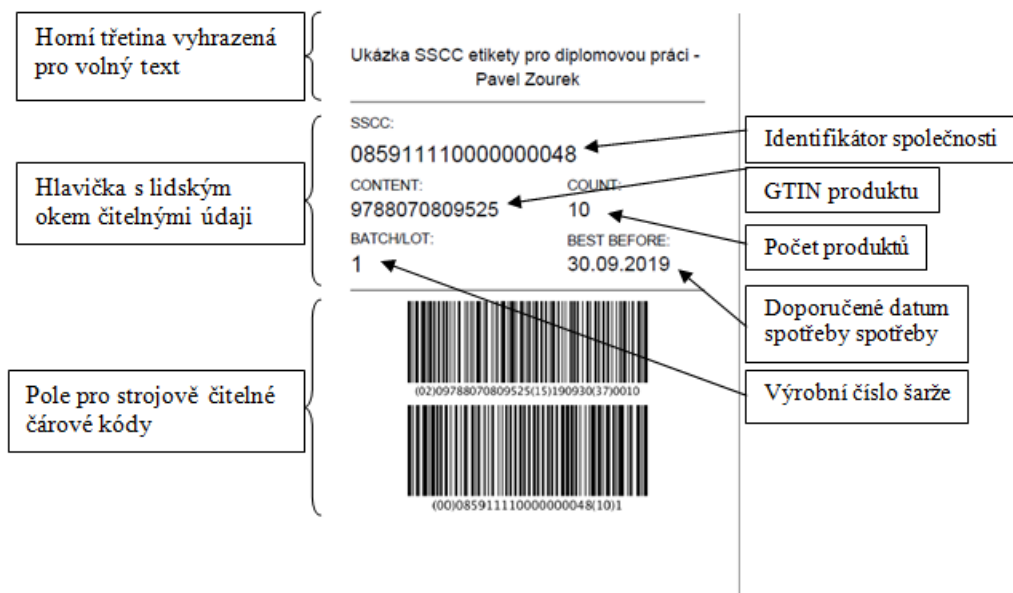 Horní třetina vyhrazená
pro volný text
Ukázka SSCC etikety pro diplomovou práci -
Pavel Zourek
Hlavička s lidským
okem čitelnými údaji
SSCC:
085911110000000048
CONTENT:
COUNT:
9788070809525
10
BATCH/LOT:
BEST BEFORE:
1
30.09.2019
Identifikátor společnosti
GTIN produktu
Počet produktů
Doporučené datum
spotřeby spotřeby
Výrobní číslo šarže
Pole pro strojově čitelné
čárové kódy
(02)09788070809525(15)190930(37)0010
(00)085911110000000048(10)1